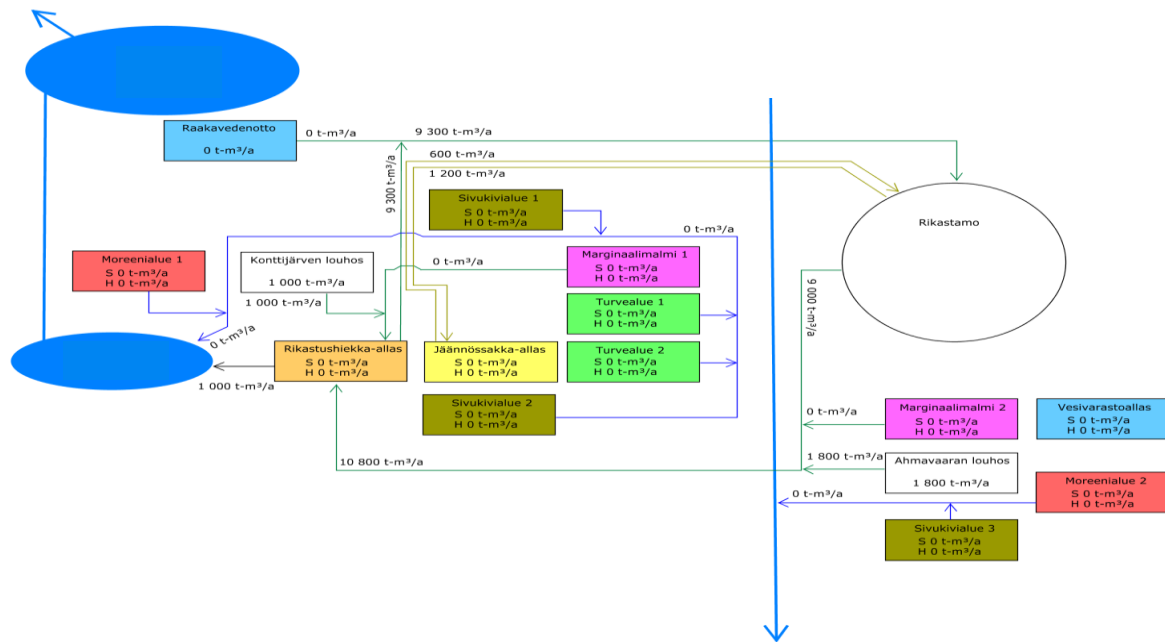 Raakavedenotto
0 t-m³/a
0 t-m³/a
9 300 t-m³/a
9 300 t-m³/a
600 t-m³/a
1 200 t-m³/a
Sivukivialue 1
S 0 t-m³/a
H 0 t-m³/a
0 t-m³/a
Rikastamo
Moreenialue 1
S 0 t-m³/a
H 0 t-m³/a
Konttijärven louhos
1 000 t-m³/a
1 000 t-m³/a
0 t-m³/a
Marginaalimalmi 1
S 0 t-m³/a
H 0 t-m³/a
Turvealue 1
S 0 t-m³/a
H 0 t-m³/a
9 000 t-m³/a
0 t-m³/a
Rikastushiekka-allas
S 0 t-m³/a
H 0 t-m³/a
Jäännössakka-allas
S 0 t-m³/a
H 0 t-m³/a
Turvealue 2
S 0 t-m³/a
H 0 t-m³/a
1 000 t-m³/a
Sivukivialue 2
S 0 t-m³/a
H 0 t-m³/a
0 t-m³/a
Marginaalimalmi 2
S 0 t-m³/a
H 0 t-m³/a
Vesivarastoallas
S 0 t-m³/a
H 0 t-m³/a
10 800 t-m³/a
1 800 t-m³/a
Ahmavaaran louhos
1 800 t-m³/a
0 t-m³/a
Moreenialue 2
S 0 t-m³/a
H 0 t-m³/a
Sivukivialue 3
S 0 t-m³/a
H 0 t-m³/a